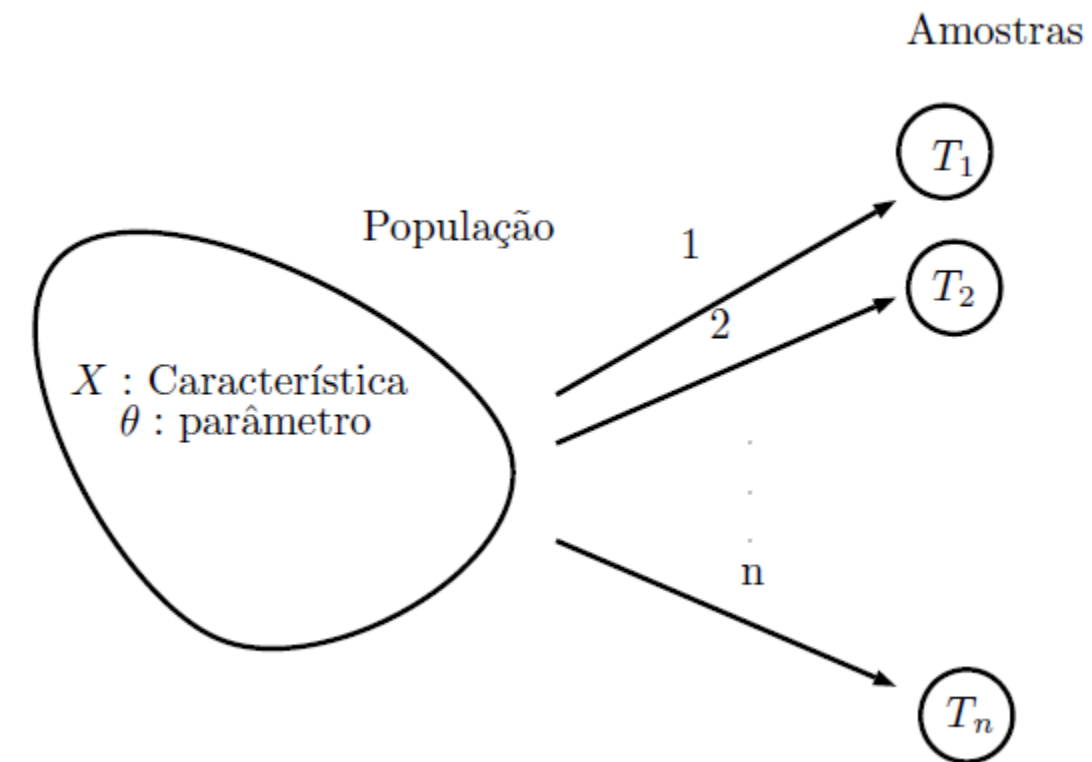 Amostras
T₁
População
1
T₂
2
X : Característica
θ : parâmetro
.
.
.
n
Tₙ